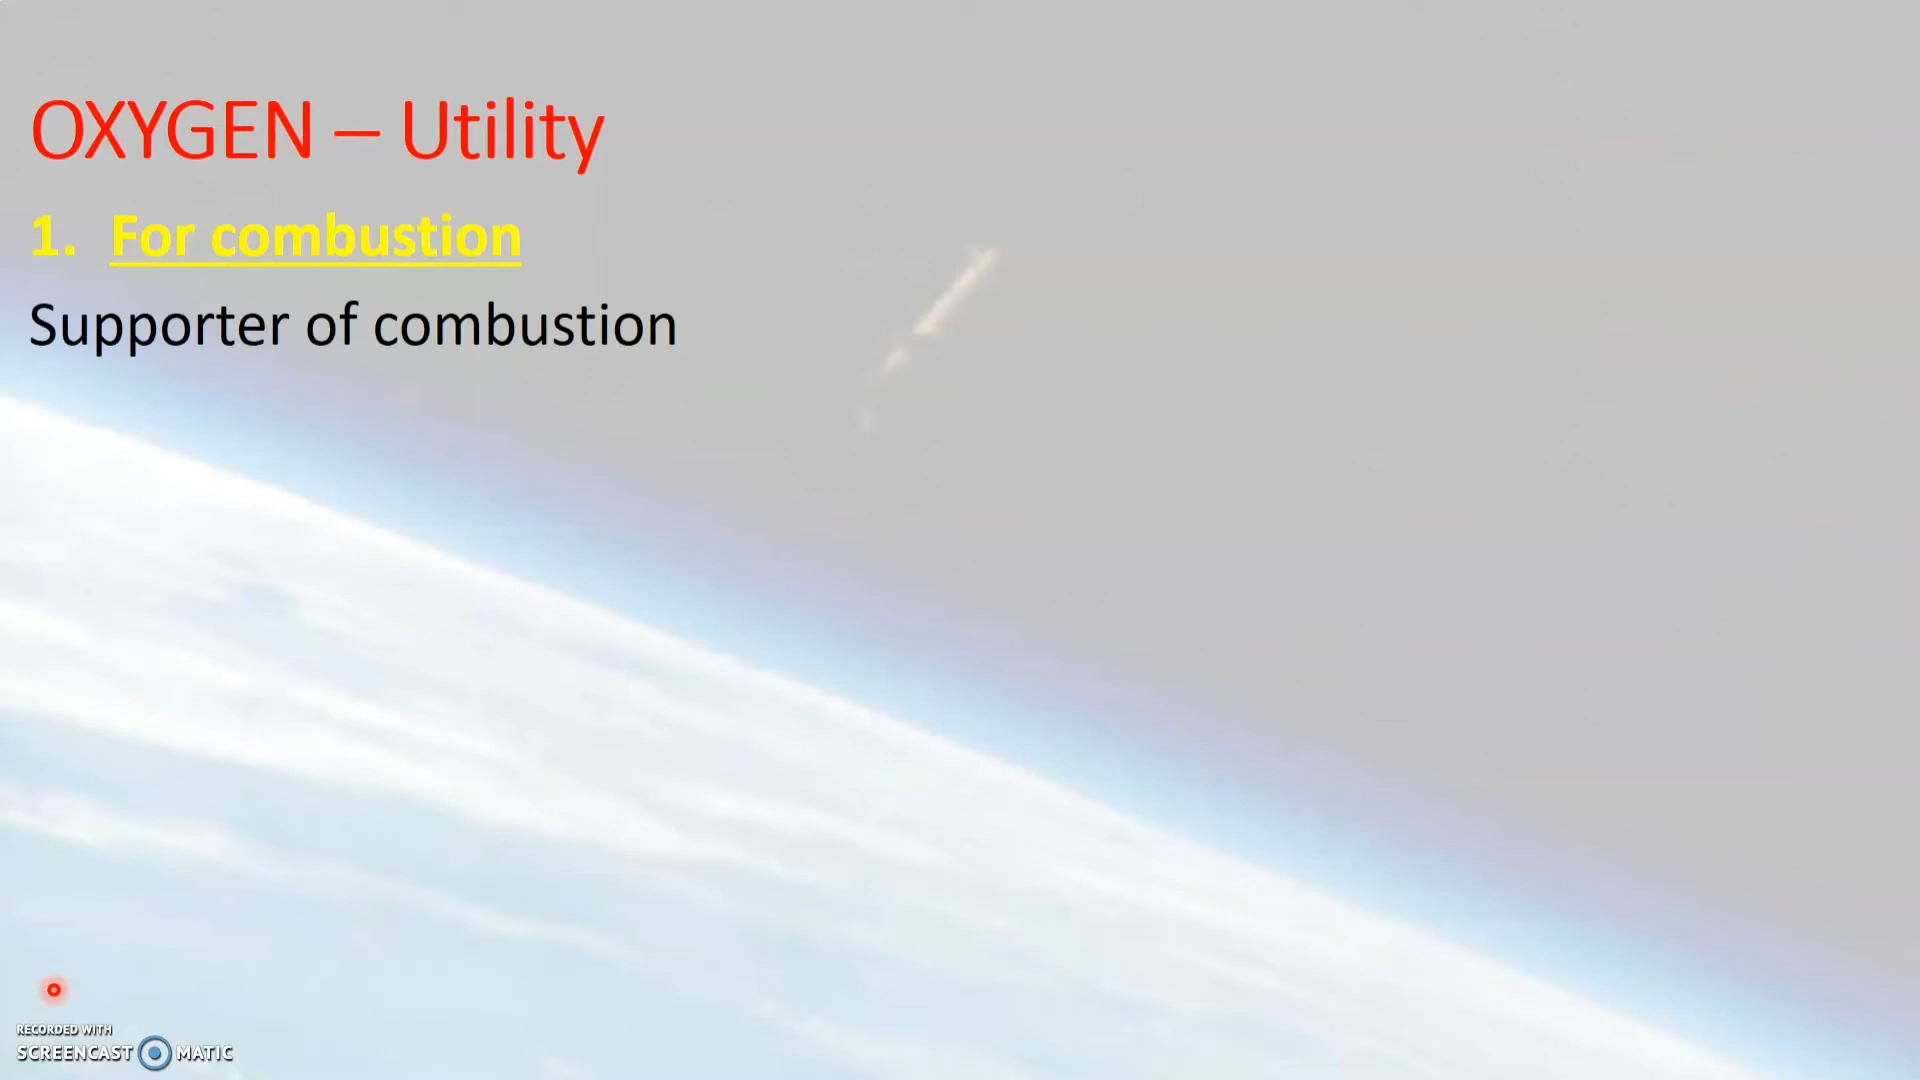 OXYGEN – Utility
1. For combustion
Supporter of combustion
RECORDED WITH
SCREENCAST MATIC